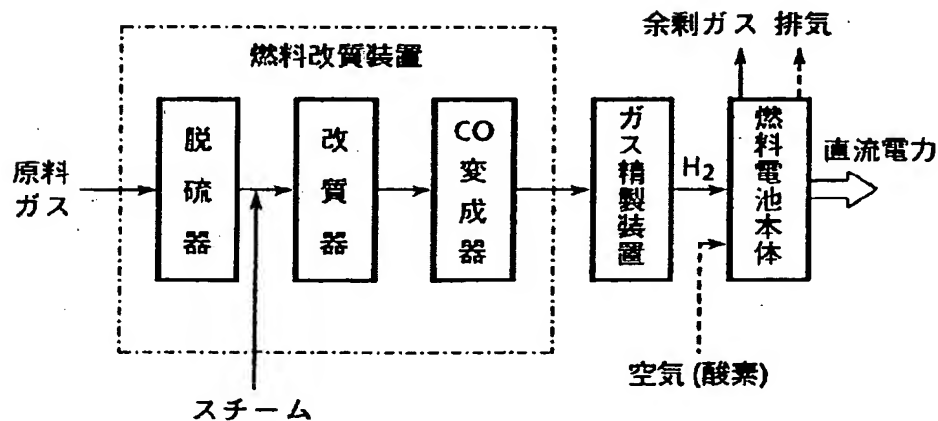 余剰ガス 排気
燃料改質装置
原料
ガス
脱硫器
改質器
CO変成器
ガス精製装置
H2
燃料電池本体
直流電力
空気(酸素)
スチーム